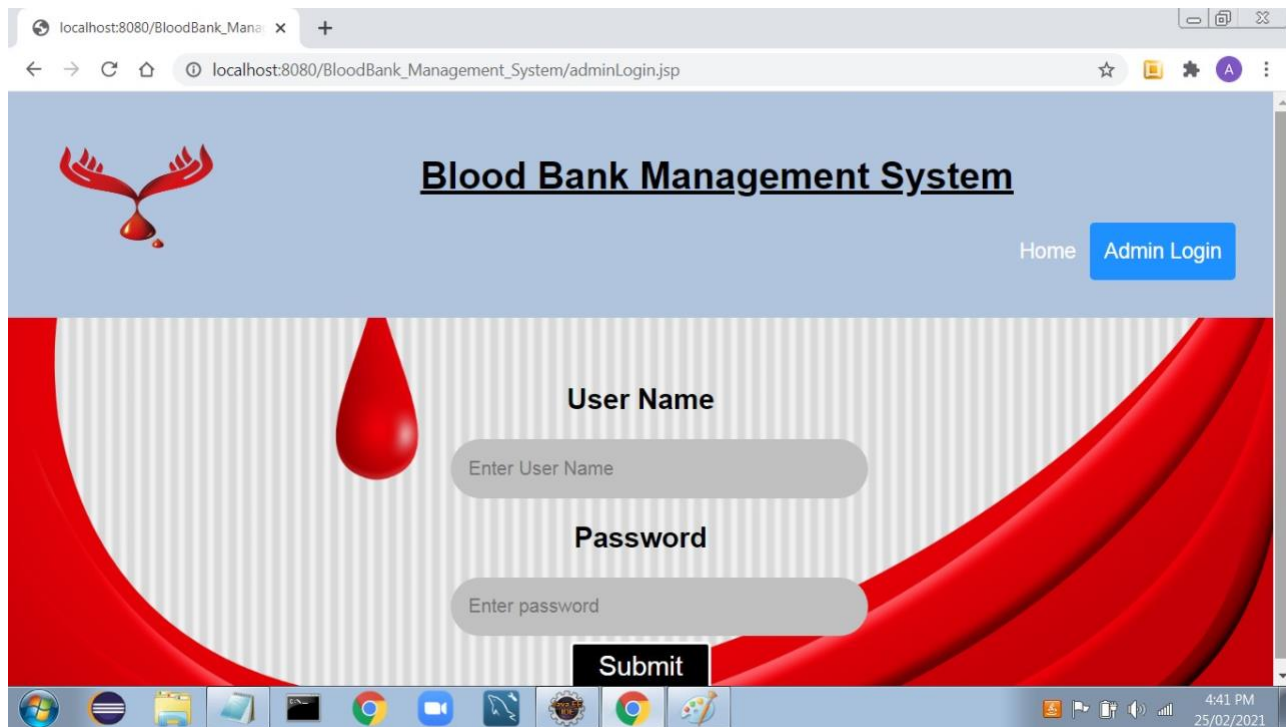 localhost:8080/BloodBank_Mana
localhost:8080/BloodBank_Management_System/adminLogin.jsp
A
Blood Bank Management System
Home Admin Login
User Name
Enter User Name
Password
Enter password
Submit
4:41 PM
25/02/2021